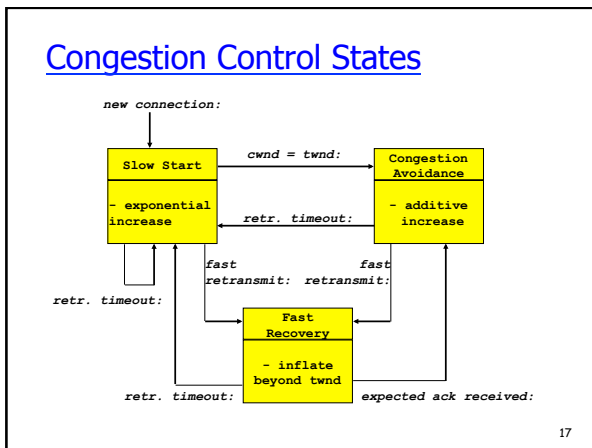 Congestion Control States
new connection:
Slow Start
cwnd = twnd:
Congestion
Avoidance
- exponential
increase
- additive
increase
retr. timeout:
fast
retransmit:
fast
retransmit:
retr. timeout:
Fast
Recovery
- inflate
beyond twnd
retr. timeout:
expected ack received:
17